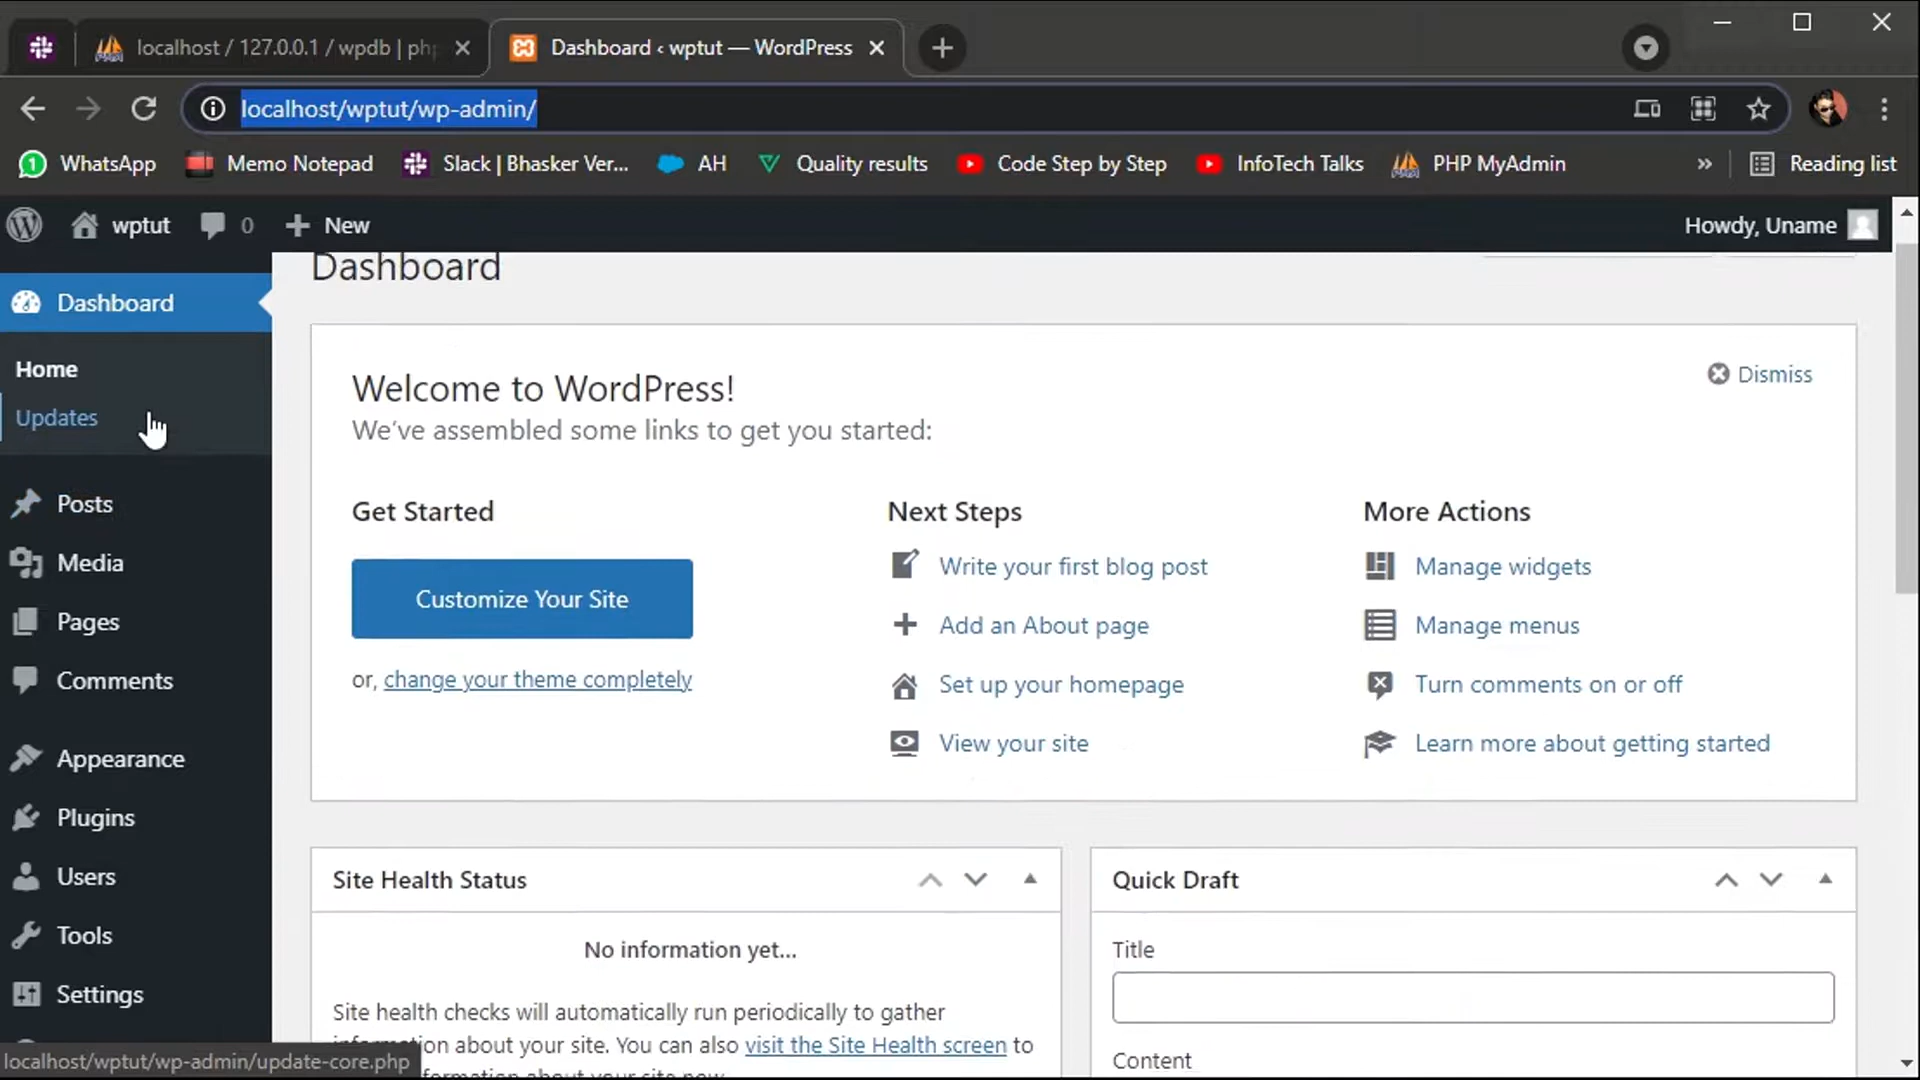 localhost / 127.0.0.1 / wpdb | php
Dashboard ‹ wptut — WordPress
localhost/wptut/wp-admin/
WhatsApp
Memo Notepad
Slack | Bhasker Ver...
AH
Quality results
Code Step by Step
InfoTech Talks
PHP MyAdmin
»
Reading list
wptut
0
New
Howdy, Uname
Dashboard
Home
Updates
Posts
Media
Pages
Comments
Appearance
Plugins
Users
Tools
Settings
Dashboard
Welcome to WordPress!
Dismiss
We've assembled some links to get you started:
Get Started
Customize Your Site
or, change your theme completely
Next Steps
Write your first blog post
Add an About page
Set up your homepage
View your site
More Actions
Manage widgets
Manage menus
Turn comments on or off
Learn more about getting started
Site Health Status
No information yet...
Site health checks will automatically run periodically to gather
information about your site. You can also visit the Site Health screen to
information about your site now.
Quick Draft
Title
Content
localhost/wptut/wp-admin/update-core.php